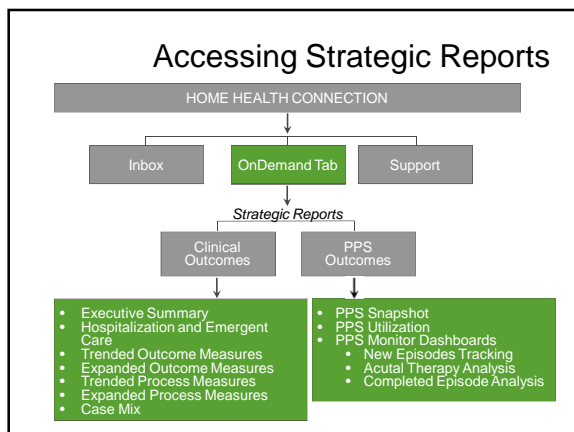 Accessing Strategic Reports
HOME HEALTH CONNECTION
Inbox
OnDemand Tab
Support
Strategic Reports
Clinical
Outcomes
PPS
Outcomes
• Executive Summary
• Hospitalization and Emergent
Care
• Trended Outcome Measures
• Expanded Outcome Measures
• Trended Process Measures
• Expanded Process Measures
• Case Mix
• PPS Snapshot
• PPS Utilization
• PPS Monitor Dashboards
• New Episodes Tracking
• Acutal Therapy Analysis
• Completed Episode Analysis